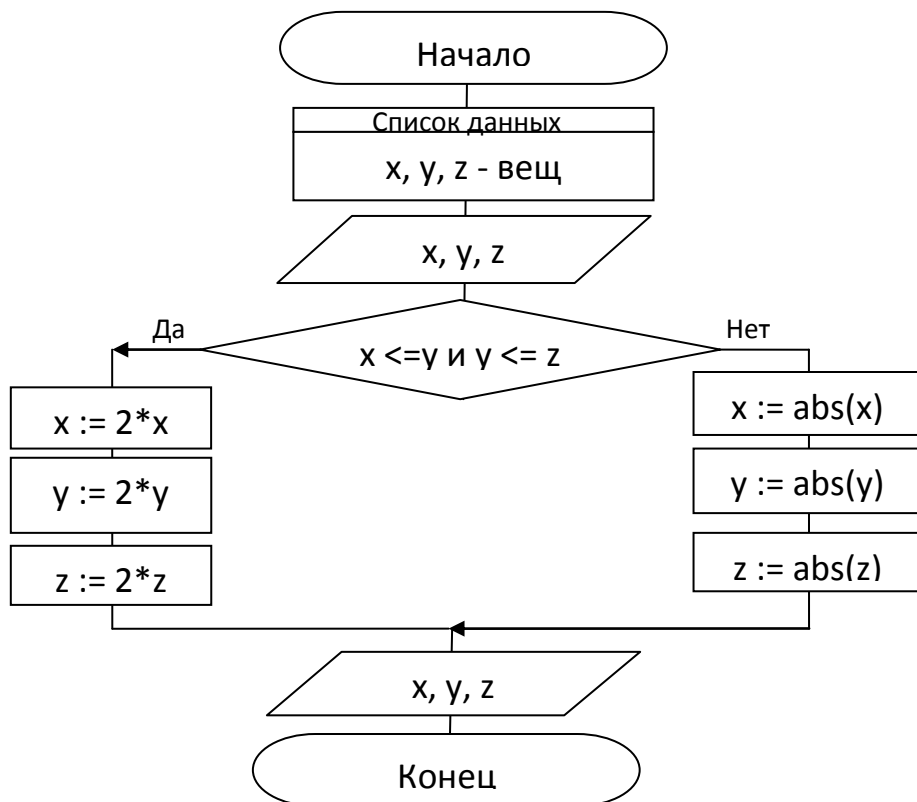 Начало
Список данных
x, y, z - вещ
x, y, z
Да
Нет
x <=y и y <= z
x := 2*x
y := 2*y
z := 2*z
x := abs(x)
y := abs(y)
z := abs(z)
x, y, z
Конец